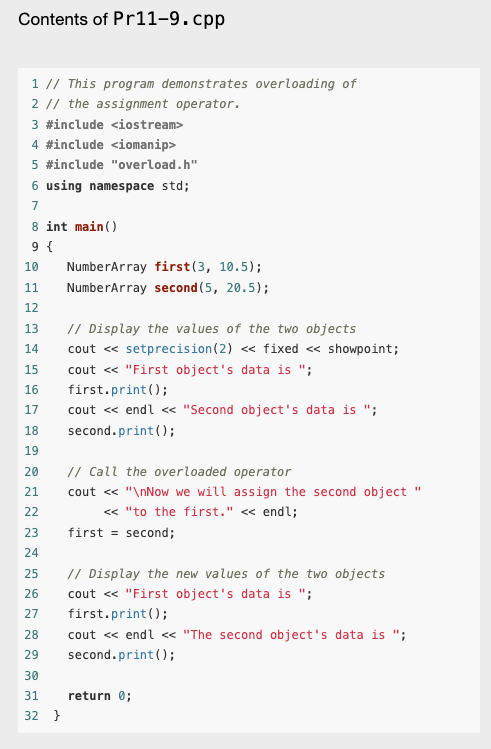 Contents of Pr11-9.cpp
1 // This program demonstrates overloading of
2 // the assignment operator.
3 #include <iostream>
4 #include <iomanip>
5 #include "overload.h"
6 using namespace std;
7
8 int main()
9 {
10    NumberArray first(3, 10.5);
11    NumberArray second(5, 20.5);
12
13    // Display the values of the two objects
14    cout << setprecision(2) << fixed << showpoint;
15    cout << "First object's data is ";
16    first.print();
17    cout << endl << "Second object's data is ";
18    second.print();
19
20    // Call the overloaded operator
21    cout << "\nNow we will assign the second object "
22         << "to the first." << endl;
23    first = second;
24
25    // Display the new values of the two objects
26    cout << "First object's data is ";
27    first.print();
28    cout << endl << "The second object's data is ";
29    second.print();
30
31    return 0;
32  }